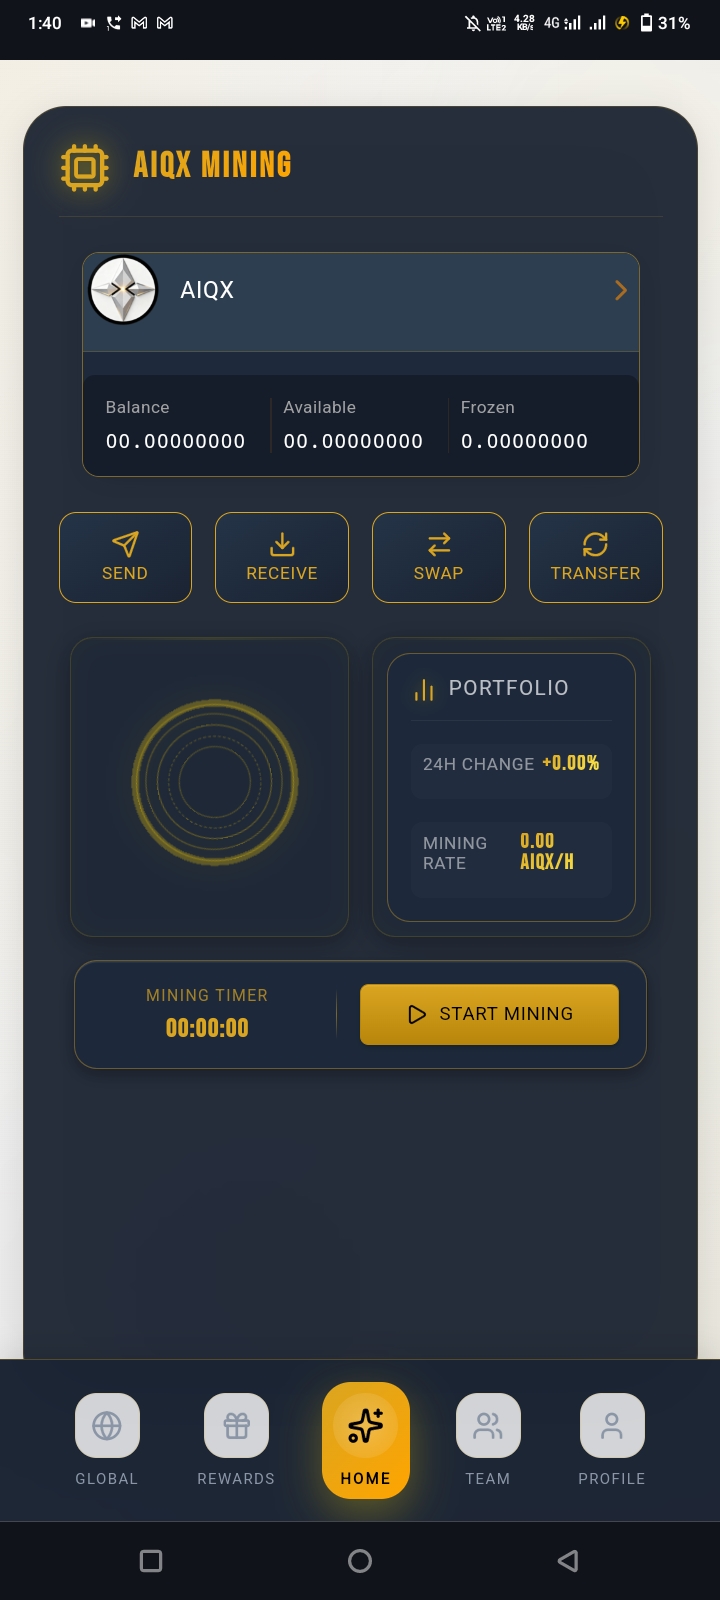 1:40
Vo)) 1
LTE2
4.28
KB/s
4G
31%
AIQX MINING
AIQX
Balance
Available
Frozen
00.00000000
00.00000000
0.00000000
SEND
RECEIVE
SWAP
TRANSFER
PORTFOLIO
24H CHANGE +0.00%
MINING
RATE
0.00
AIQX/H
MINING TIMER
00:00:00
START MINING
GLOBAL
REWARDS
HOME
TEAM
PROFILE